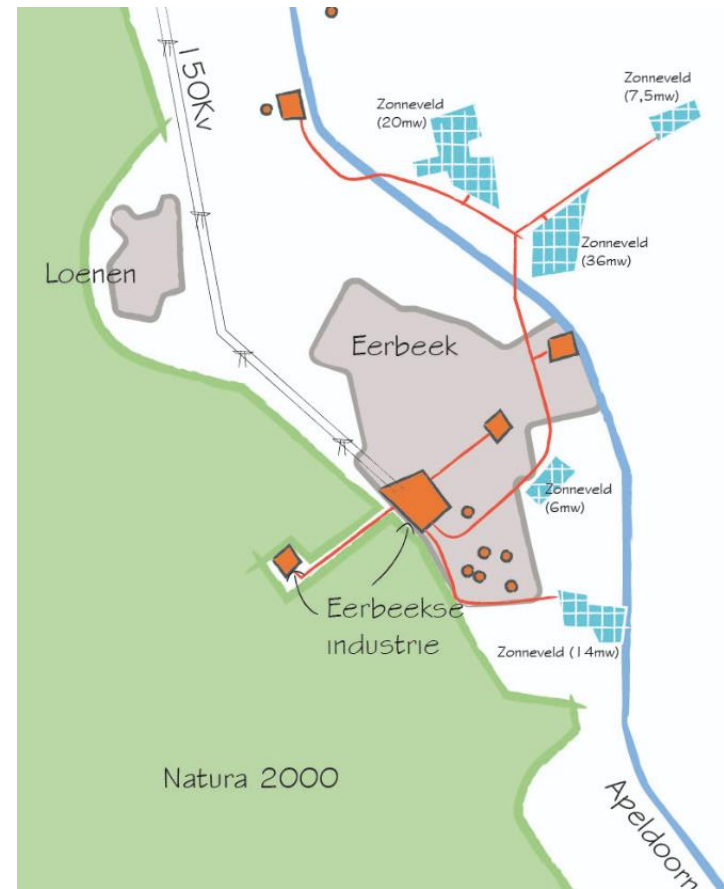 150Kv
Zonneveld
(7,5mw)
Zonneveld
(20mw)
Zonneveld
(36mw)
Loenen
Eerbeek
Zonneveld
(6mw)
Eerbeekse
industrie
Zonneveld (14mw)
Natura 2000
Apeldoorn